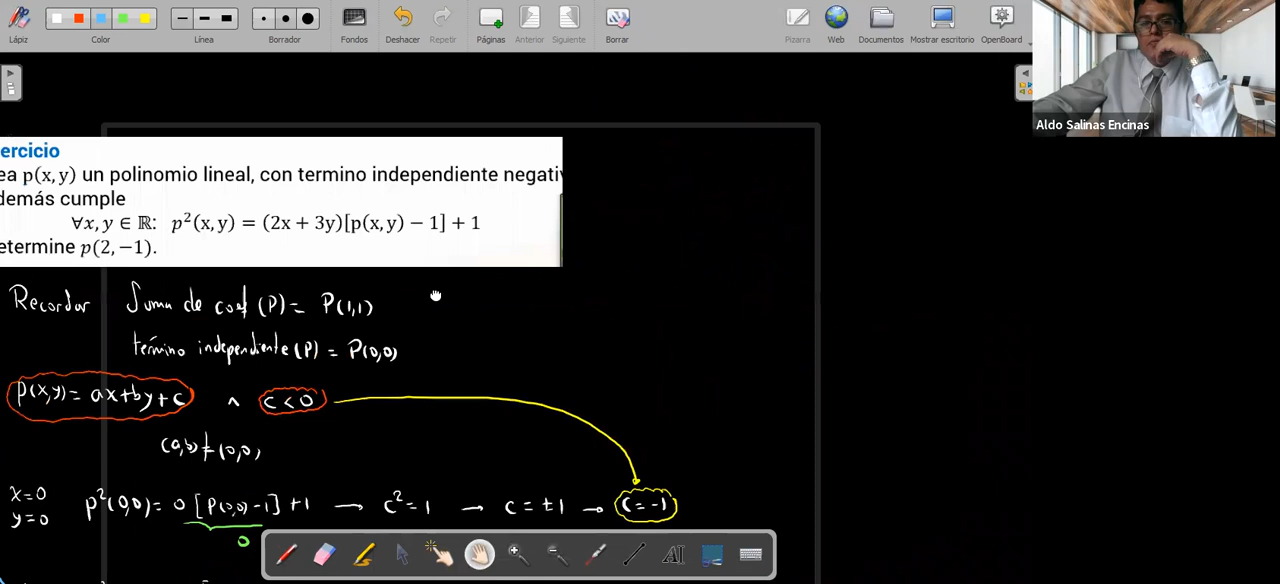 Lápiz Color Línea Borrador Fondos Deshacer Repetir Páginas Anterior Siguiente Borrar Pizarra Web Documentos Mostrar escritorio OpenBoard
Aldo Salinas Encinas
ercicio
ea p(x,y) un polinomio lineal, con termino independiente negativ
demás cumple
∀x, y ∈ ℝ: p²(x,y) = (2x + 3y)[p(x,y) − 1] + 1
etermine p(2,−1).
Recordar Suma de coef (P) = P(1,1)
término independiente (P) = P(0,0)
P(x,y) = ax+by+c ∧ c < 0
(a,b) ≠ (0,0)
x=0
y=0
p²(0,0) = 0 [P(0,0) -1] +1 → c² = 1 → c = ±1 → c = -1
0
AI